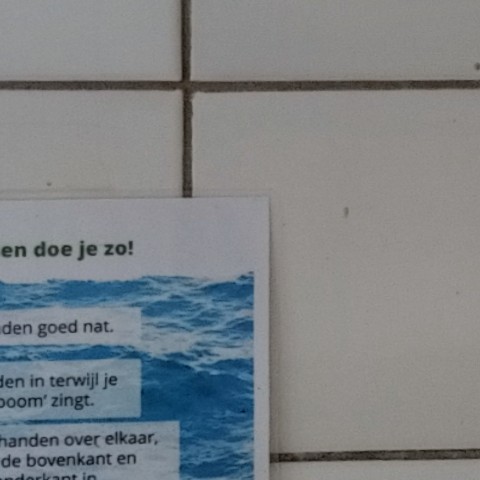 en doe je zo!
den goed nat.
den in terwijl je
boom' zingt.
handen over elkaar,
de bovenkant en
nderkant in